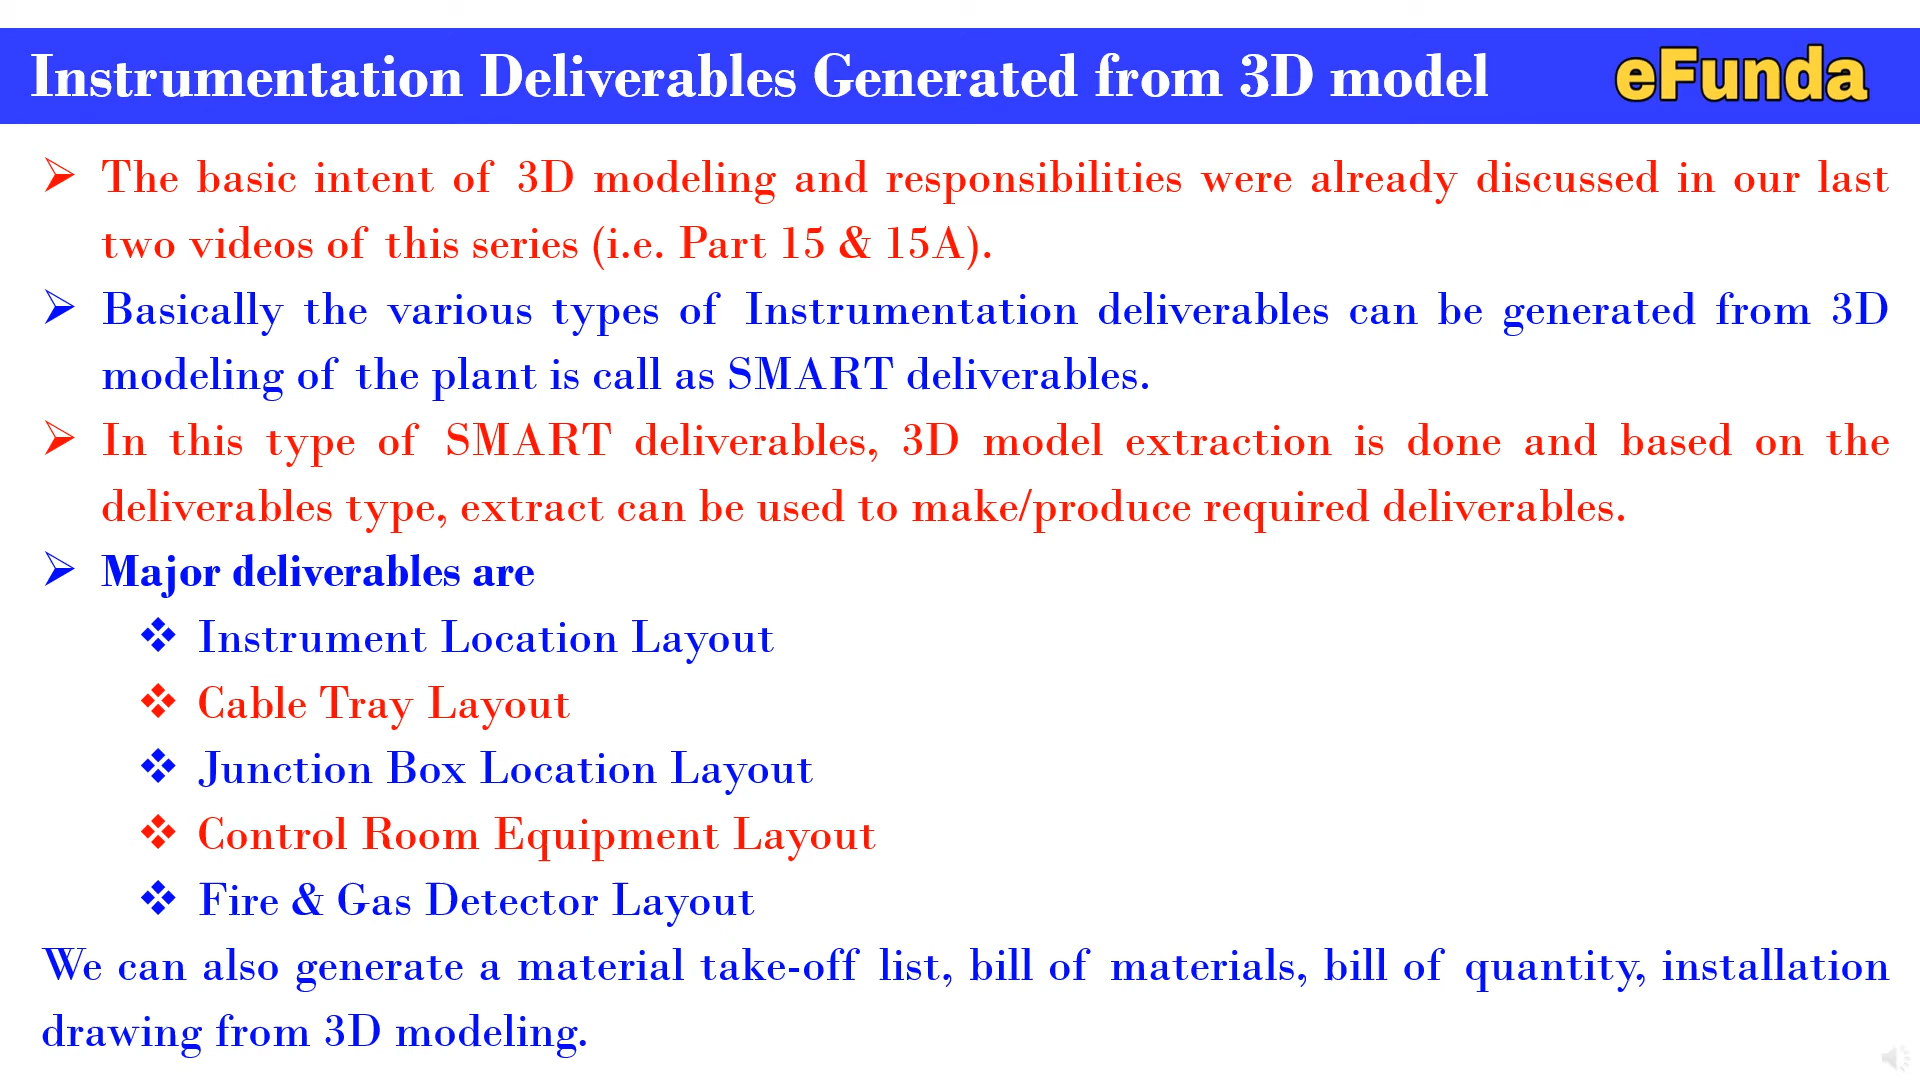 Instrumentation Deliverables Generated from 3D model
eFunda
The basic intent of 3D modeling and responsibilities were already discussed in our last
two videos of this series (i.e. Part 15 & 15A).
Basically the various types of Instrumentation deliverables can be generated from 3D
modeling of the plant is call as SMART deliverables.
In this type of SMART deliverables, 3D model extraction is done and based on the
deliverables type, extract can be used to make/produce required deliverables.
Major deliverables are
Instrument Location Layout
Cable Tray Layout
Junction Box Location Layout
Control Room Equipment Layout
Fire & Gas Detector Layout
We can also generate a material take-off list, bill of materials, bill of quantity, installation
drawing from 3D modeling.